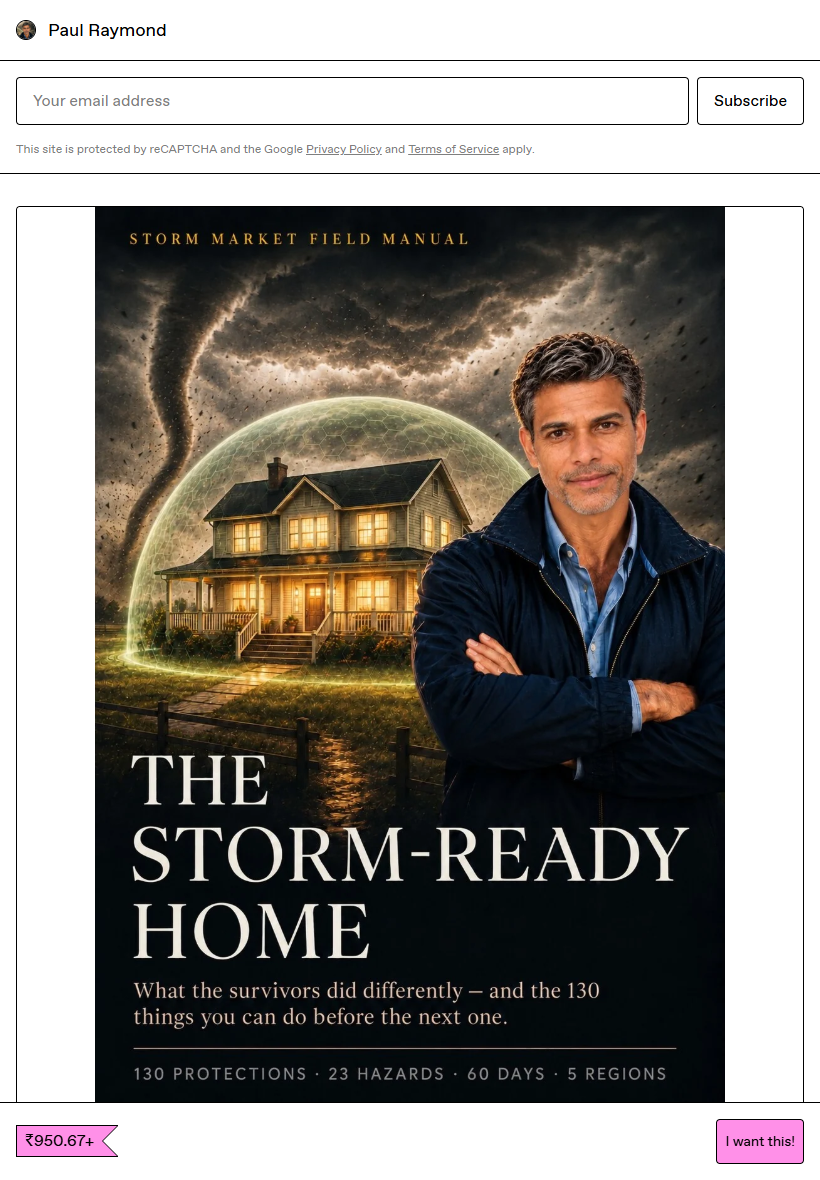 Paul Raymond
Your email address
Subscribe
This site is protected by reCAPTCHA and the Google Privacy Policy and Terms of Service apply.
STORM MARKET FIELD MANUAL
THE
STORM-READY
HOME
What the survivors did differently – and the 130
things you can do before the next one.
130 PROTECTIONS · 23 HAZARDS · 60 DAYS · 5 REGIONS
₹950.67+
I want this!